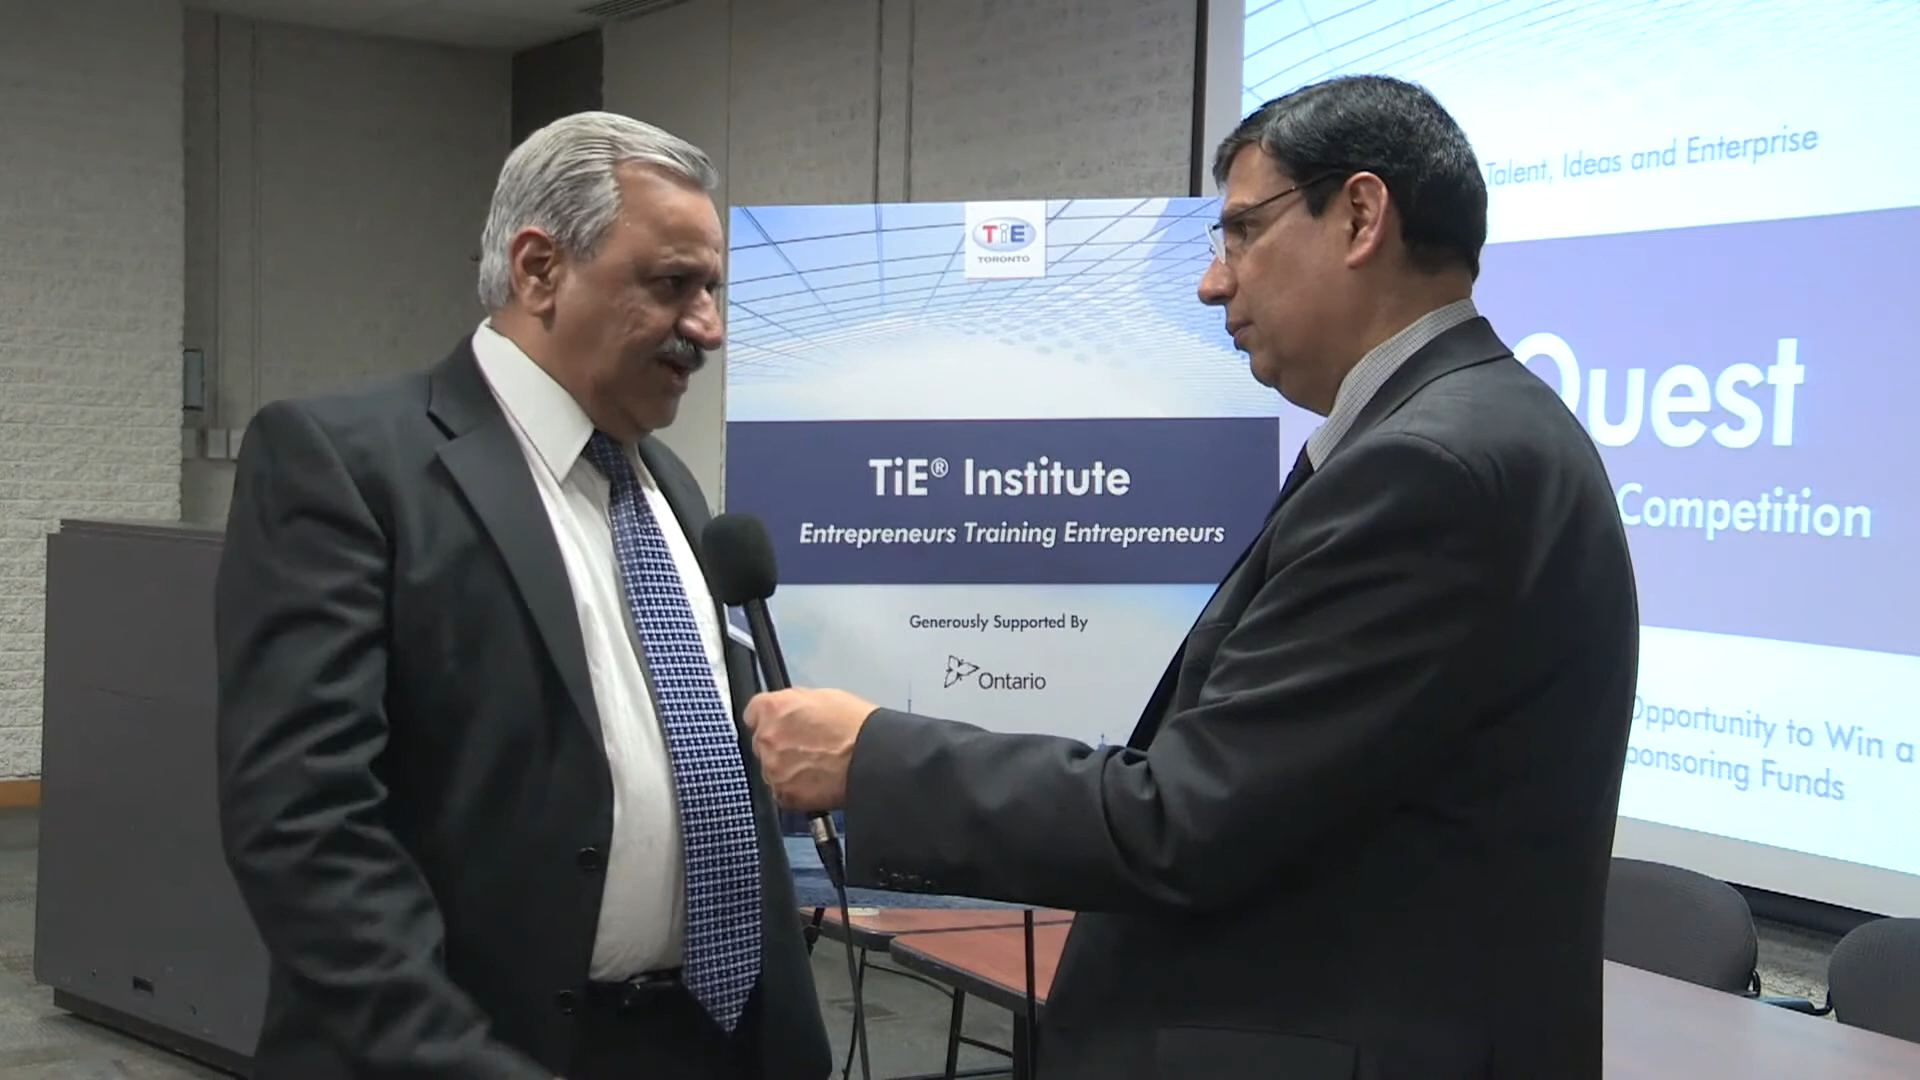 TiE
TORONTO
TiE® Institute
Entrepreneurs Training Entrepreneurs
Generously Supported By
Ontario
Talent, Ideas and Enterprise
Quest
Competition
Opportunity to Win a
Sponsoring Funds